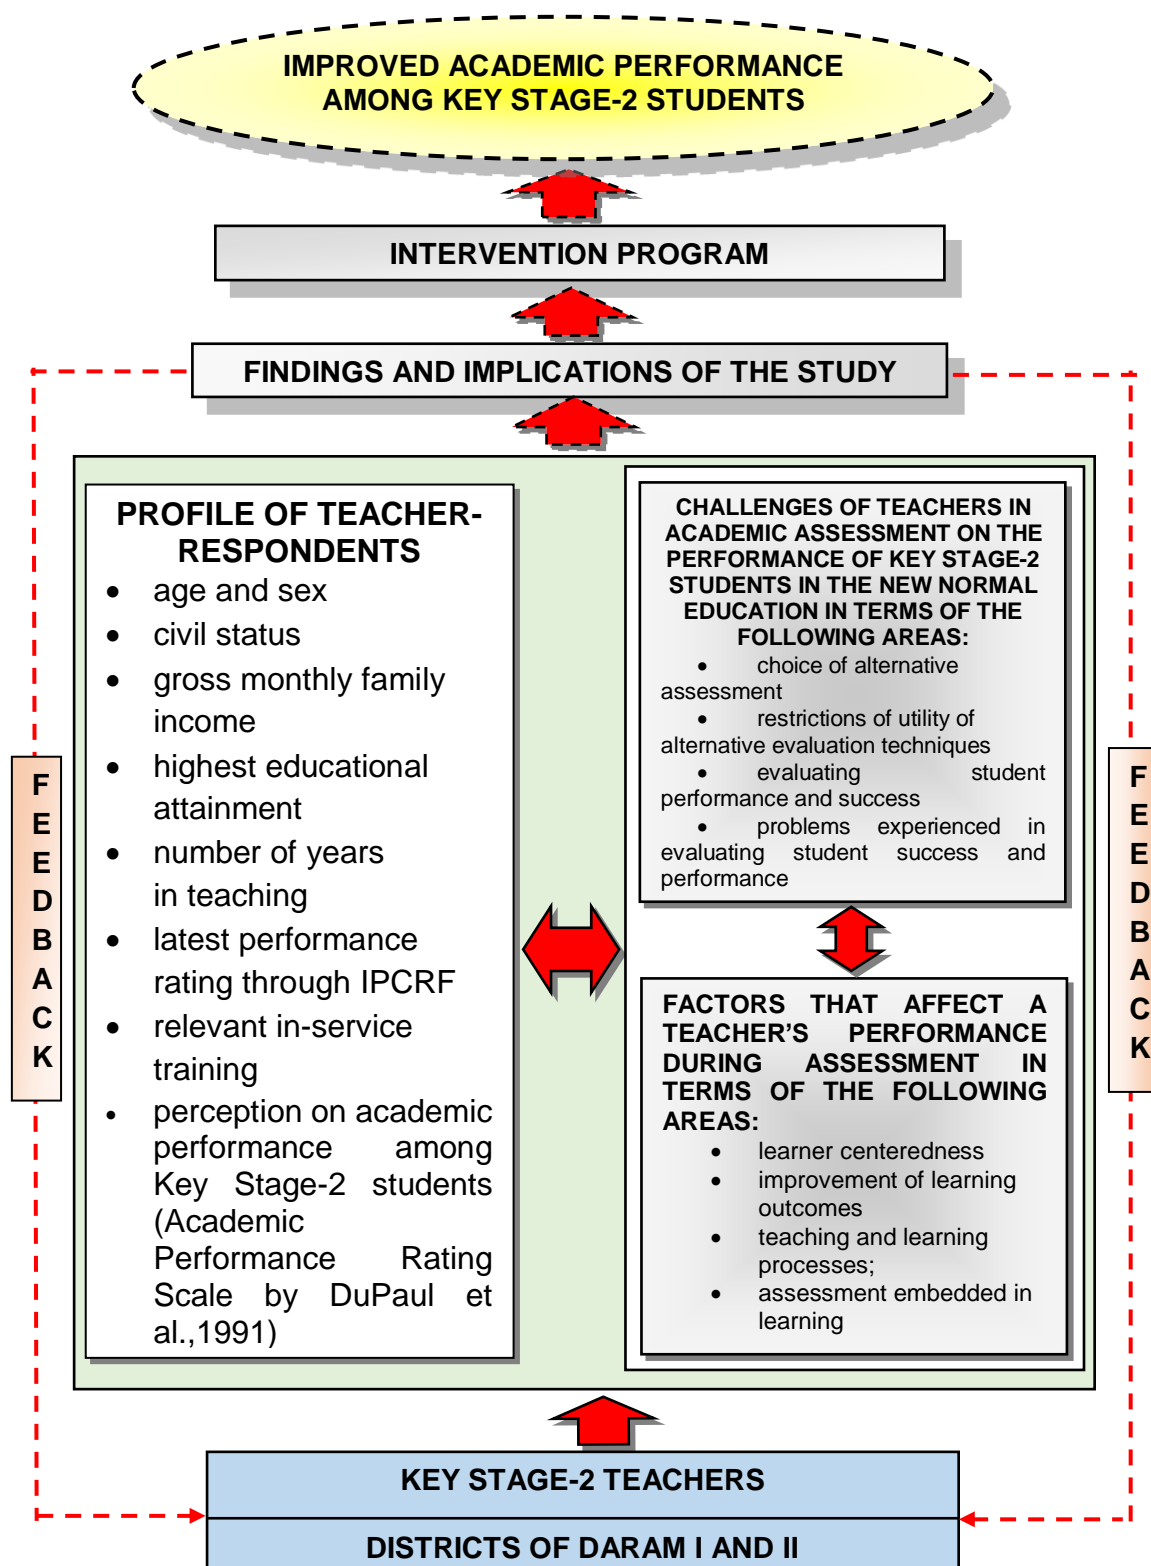 IMPROVED ACADEMIC PERFORMANCE
AMONG KEY STAGE-2 STUDENTS
INTERVENTION PROGRAM
FINDINGS AND IMPLICATIONS OF THE STUDY
PROFILE OF TEACHER-
RESPONDENTS
• age and sex
• civil status
• gross monthly family
income
• highest educational
attainment
• number of years
in teaching
• latest performance
rating through IPCRF
• relevant in-service
training
• perception on academic
performance among
Key Stage-2 students
(Academic
Performance Rating
Scale by DuPaul et
al.,1991)
CHALLENGES OF TEACHERS IN
ACADEMIC ASSESSMENT ON THE
PERFORMANCE OF KEY STAGE-2
STUDENTS IN THE NEW NORMAL
EDUCATION IN TERMS OF THE
FOLLOWING AREAS:
• choice of alternative
assessment
• restrictions of utility of
alternative evaluation techniques
• evaluating student
performance and success
• problems experienced in
evaluating student success and
performance
FACTORS THAT AFFECT A
TEACHER’S PERFORMANCE
DURING ASSESSMENT IN
TERMS OF THE FOLLOWING
AREAS:
• learner centeredness
• improvement of learning
outcomes
• teaching and learning
processes;
• assessment embedded in
learning
F
E
E
D
B
A
C
K
F
E
E
D
B
A
C
K
KEY STAGE-2 TEACHERS
DISTRICTS OF DARAM I AND II